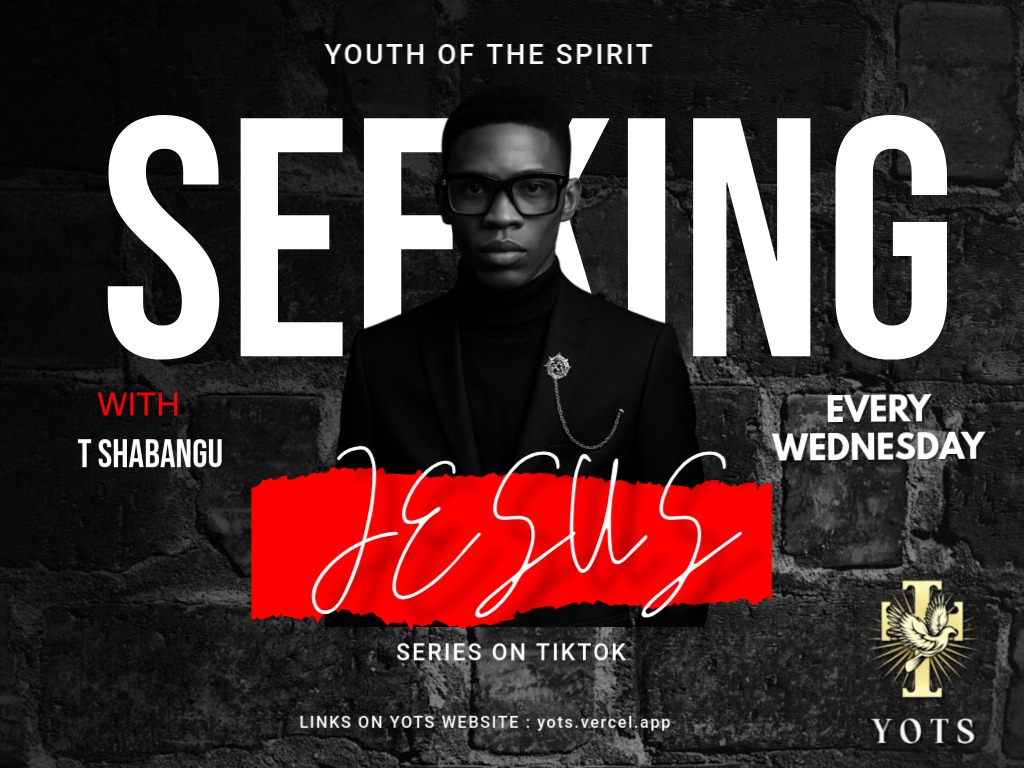 YOUTH OF THE SPIRIT
SEEKING
WITH
T SHABANGU
EVERY
WEDNESDAY
JESUS
SERIES ON TIKTOK
LINKS ON YOTS WEBSITE : yots.vercel.app
YOTS